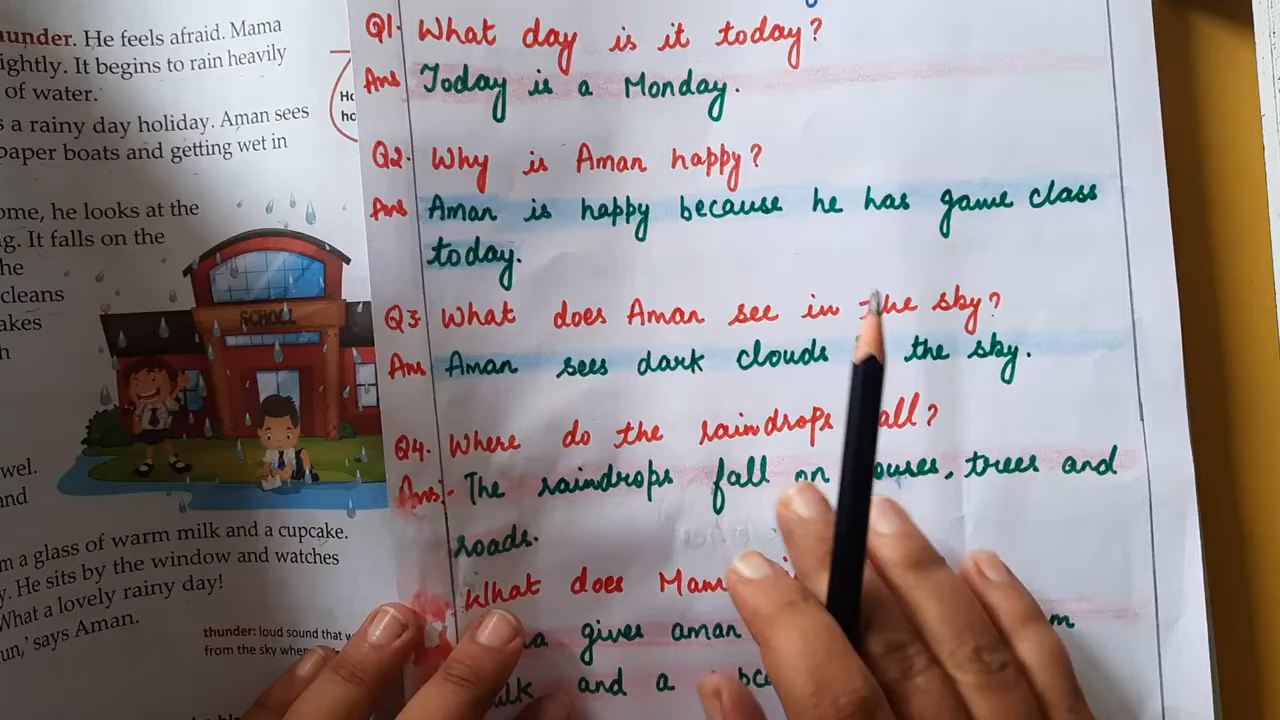 hunder. He feels afraid. Mama
ightly. It begins to rain heavily
of water.
s a rainy day holiday. Aman sees
paper boats and getting wet in
ome, he looks at the
g. It falls on the
he
cleans
akes
h
SCHOOL
wel.
and
m a glass of warm milk and a cupcake.
y. He sits by the window and watches
What a lovely rainy day!
un,' says Aman.
thunder: loud sound that
from the sky when
Ho
ho
Q1. What day is it today?
Ans Today is a Monday.
Q2. Why is Aman happy?
Ans Aman is happy because he has game class
today.
Q3. What does Aman see in the sky?
Ans Aman sees dark clouds the sky.
Q4. Where do the raindrops all?
Ans:- The raindrops fall on ouses, trees and
roads.
What does Mam
gives aman
and a